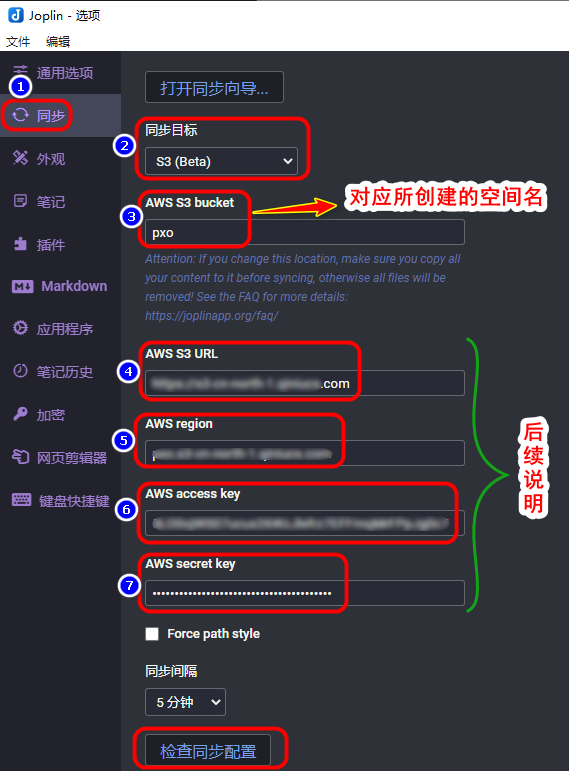 Joplin - 选项
文件 编辑
通用选项
1
同步
外观
笔记
插件
Markdown
应用程序
笔记历史
加密
网页剪辑器
键盘快捷键
打开同步向导...
同步目标
2
S3 (Beta)
AWS S3 bucket
对应所创建的空间名
3
pxo
Attention: If you change this location, make sure you copy all
your content to it before syncing, otherwise all files will be
removed! See the FAQ for more details:
https://joplinapp.org/faq/
AWS S3 URL
4
.com
AWS region
5
AWS access key
6
AWS secret key
7
后续说明
Force path style
同步间隔
5 分钟
检查同步配置